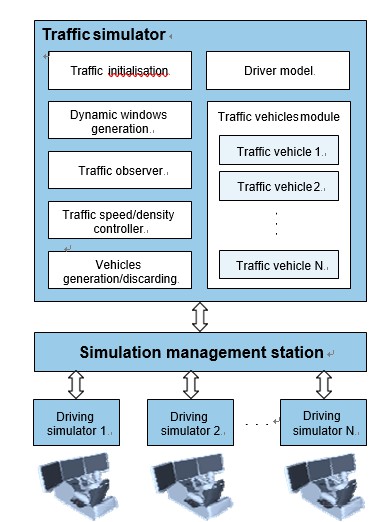 Traffic simulator
Traffic initialisation
Driver model
Dynamic windows
generation
Traffic observer
Traffic speed/density
controller
Vehicles
generation/discarding
Traffic vehicles module
Traffic vehicle 1
Traffic vehicle 2
.
.
.
Traffic vehicle N
Simulation management station
Driving
simulator 1
Driving
simulator 2
. . .
Driving
simulator N